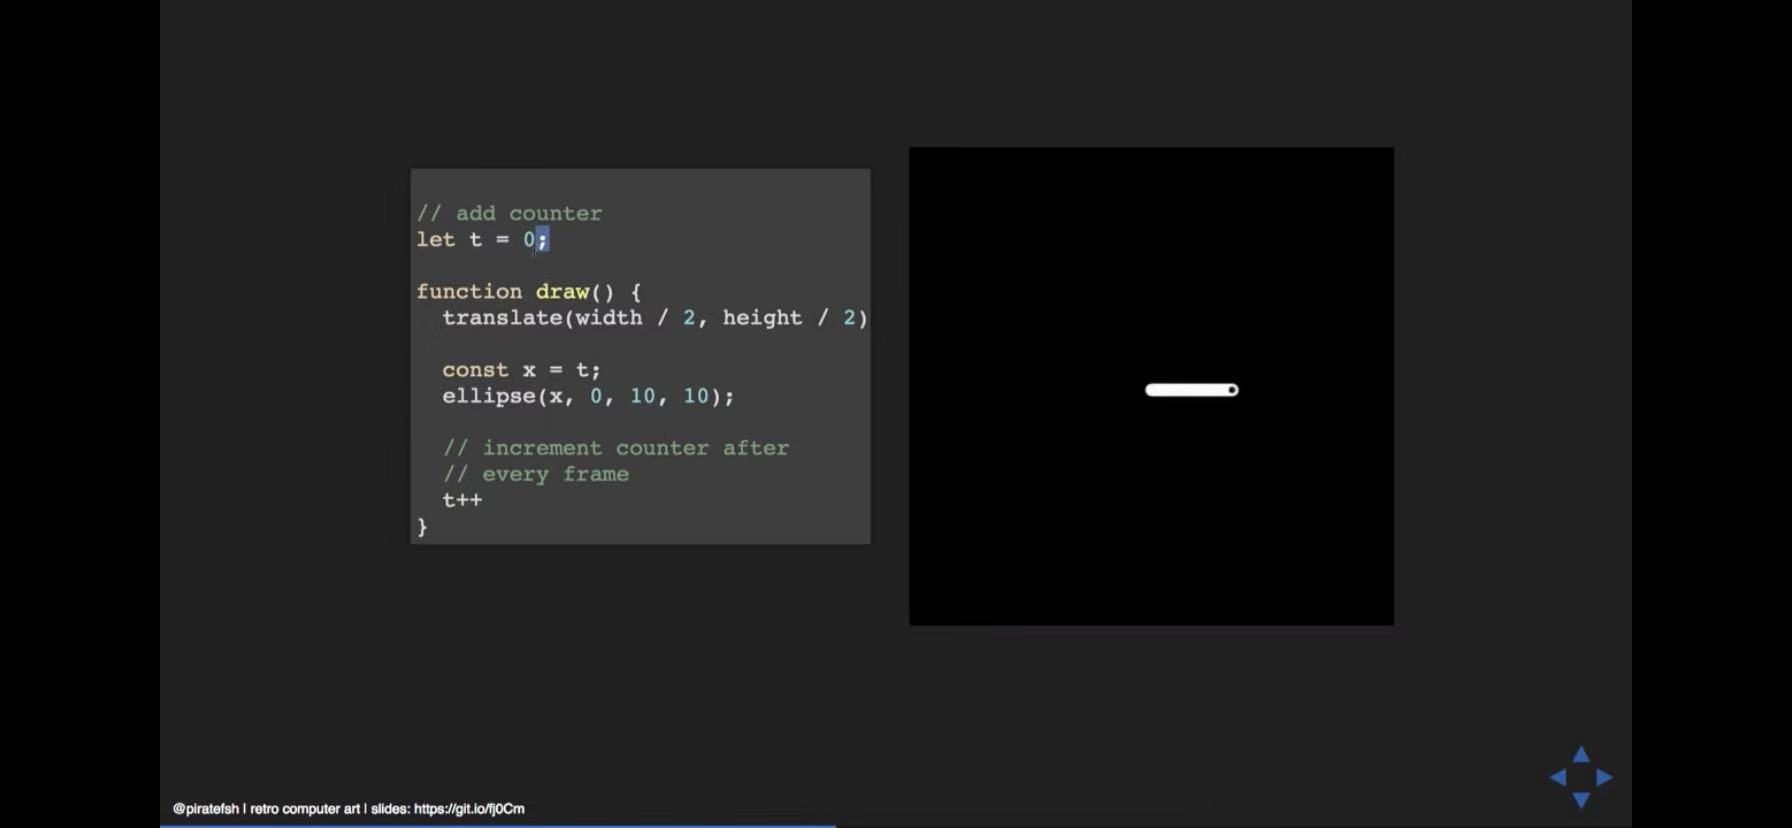 // add counter
let t = 0;
function draw() {
translate(width / 2, height / 2)
const x = t;
ellipse(x, 0, 10, 10);
// increment counter after
// every frame
t++
}
@piratefsh | retro computer art | slides: https://git.io/fj0Cm